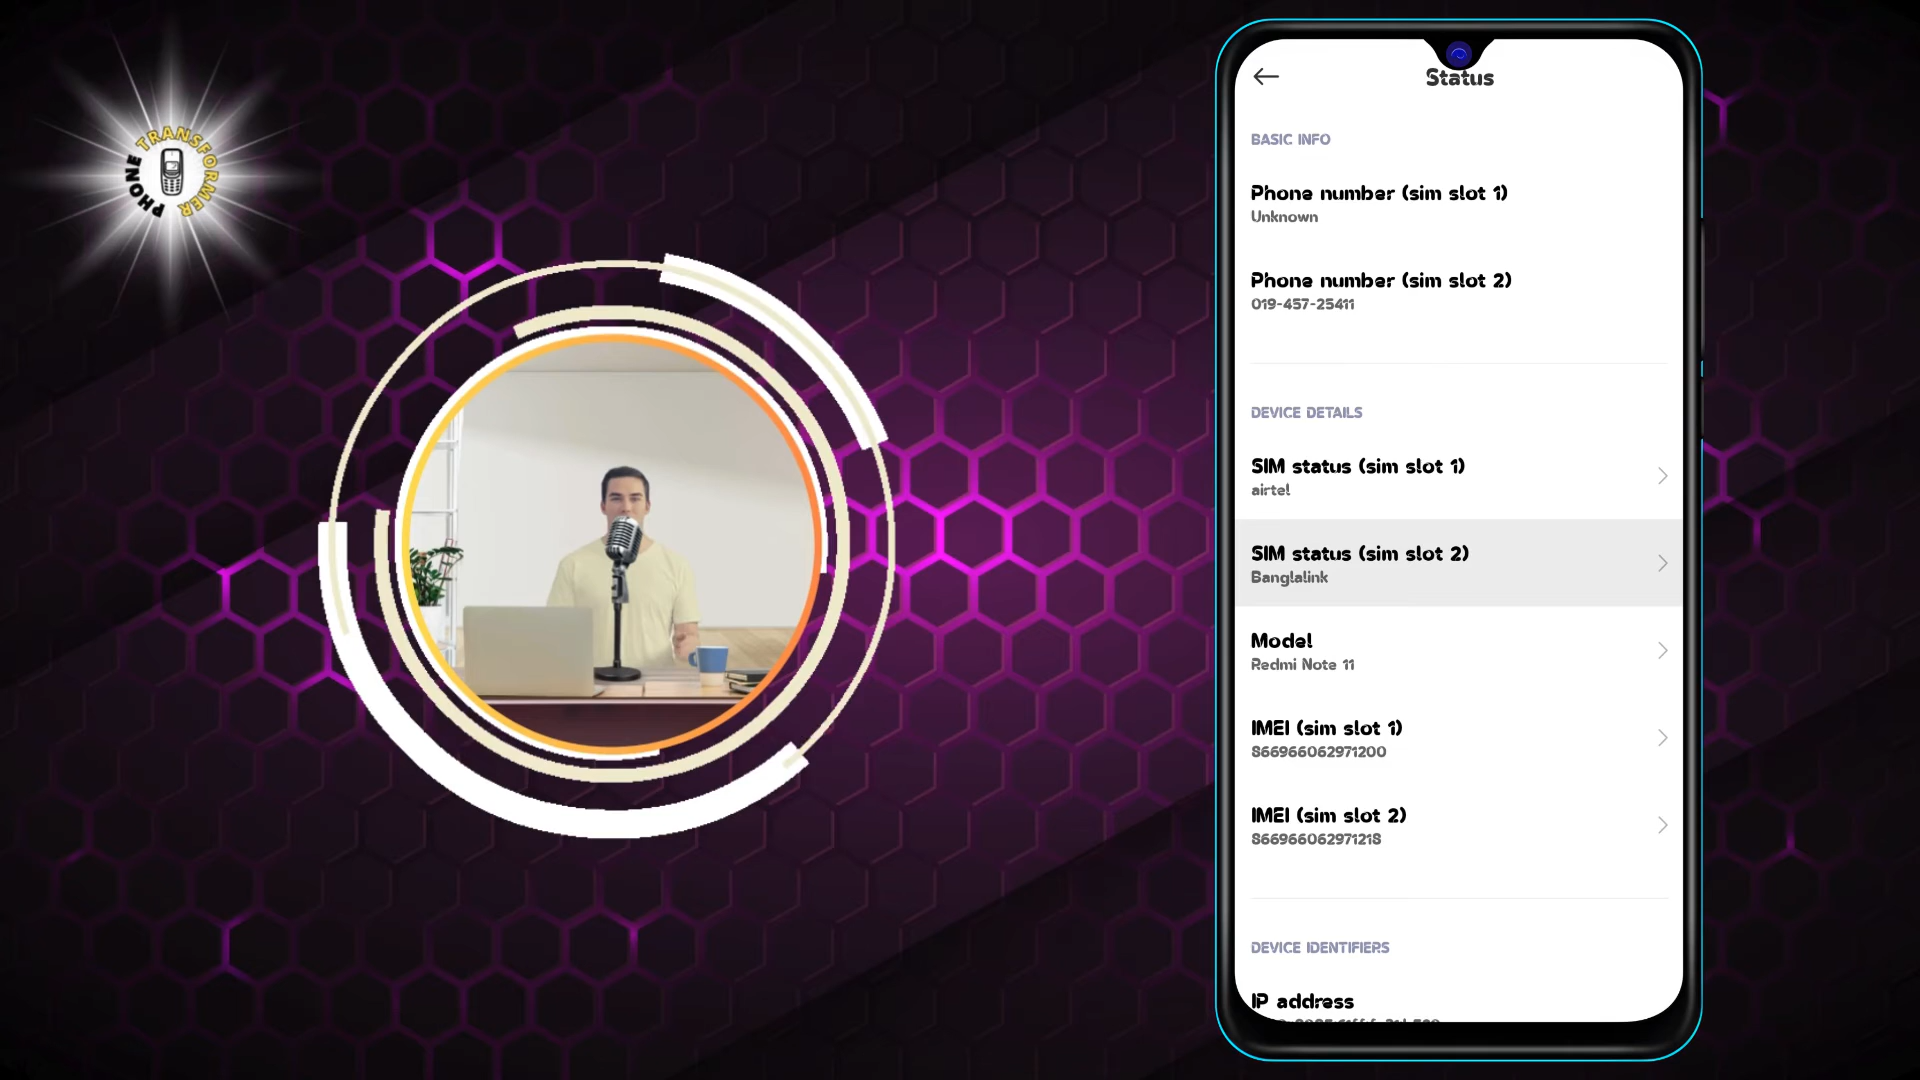 PHONE TRANSFORMER
Status
BASIC INFO
Phone number (sim slot 1)
Unknown
Phone number (sim slot 2)
019-457-25411
DEVICE DETAILS
SIM status (sim slot 1)
airtel
SIM status (sim slot 2)
Banglalink
Model
Redmi Note 11
IMEI (sim slot 1)
866966062971200
IMEI (sim slot 2)
866966062971218
DEVICE IDENTIFIERS
IP address